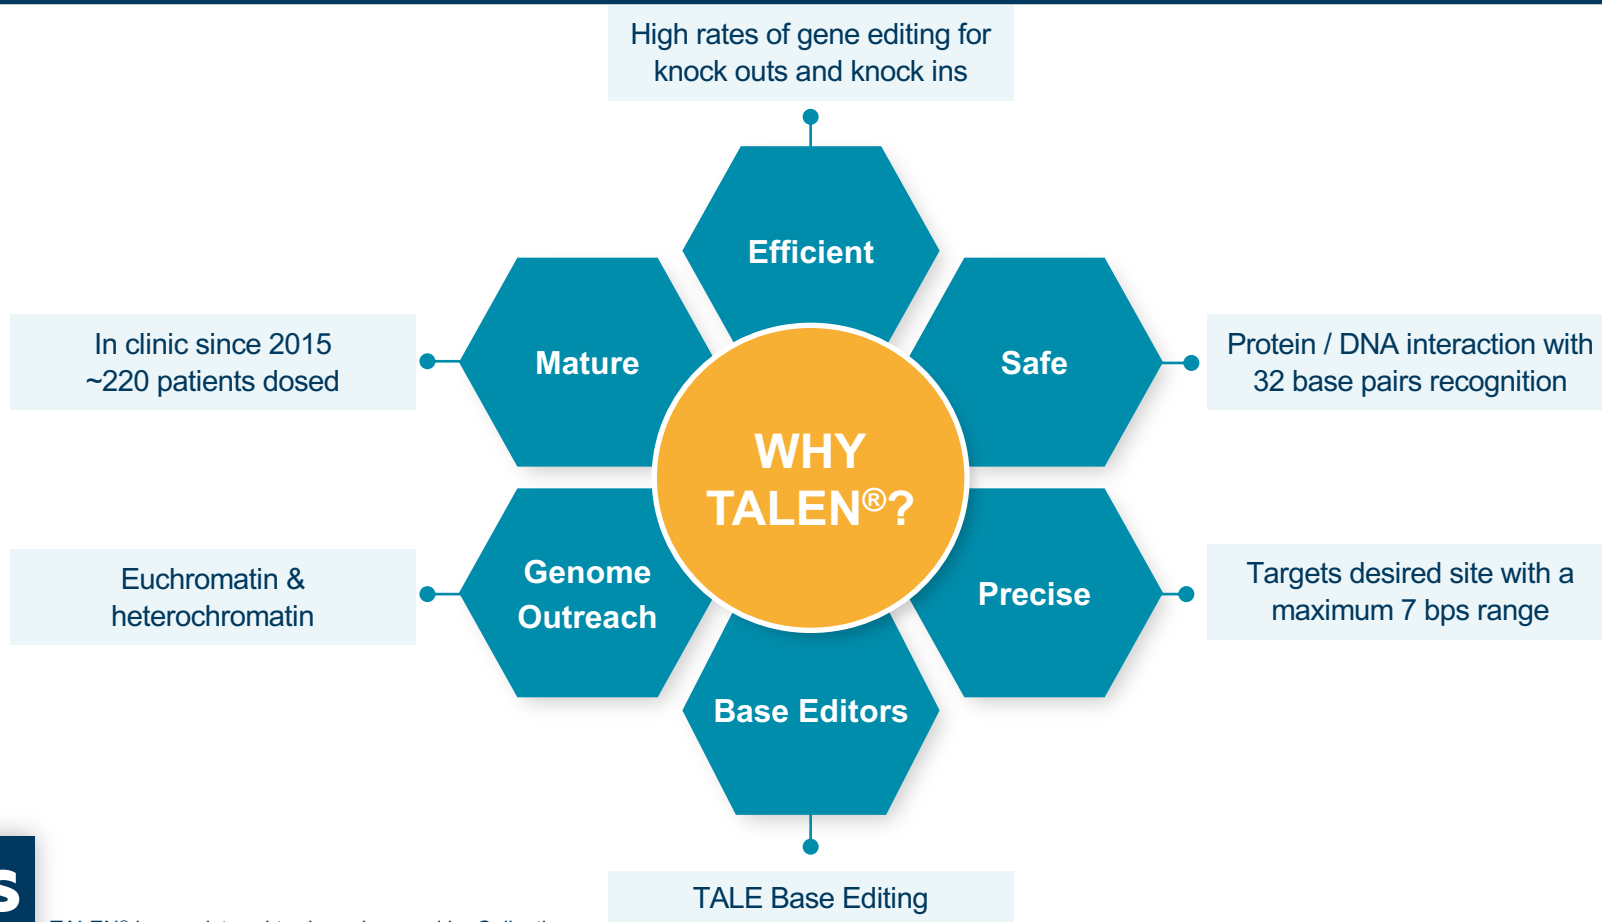 High rates of gene editing for
knock outs and knock ins
Efficient
In clinic since 2015
~220 patients dosed
Mature
Safe
Protein / DNA interaction with
32 base pairs recognition
WHY
TALEN®?
Euchromatin &
heterochromatin
Genome
Outreach
Precise
Targets desired site with a
maximum 7 bps range
Base Editors
TALE Base Editing
s